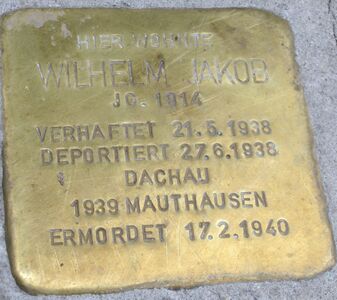 HIER WOHNTE
WILHELM JAKOB
JG. 1914
VERHAFTET 21.5.1938
DEPORTIERT 27.6.1938
DACHAU
1939 MAUTHAUSEN
ERMORDET 17.2.1940